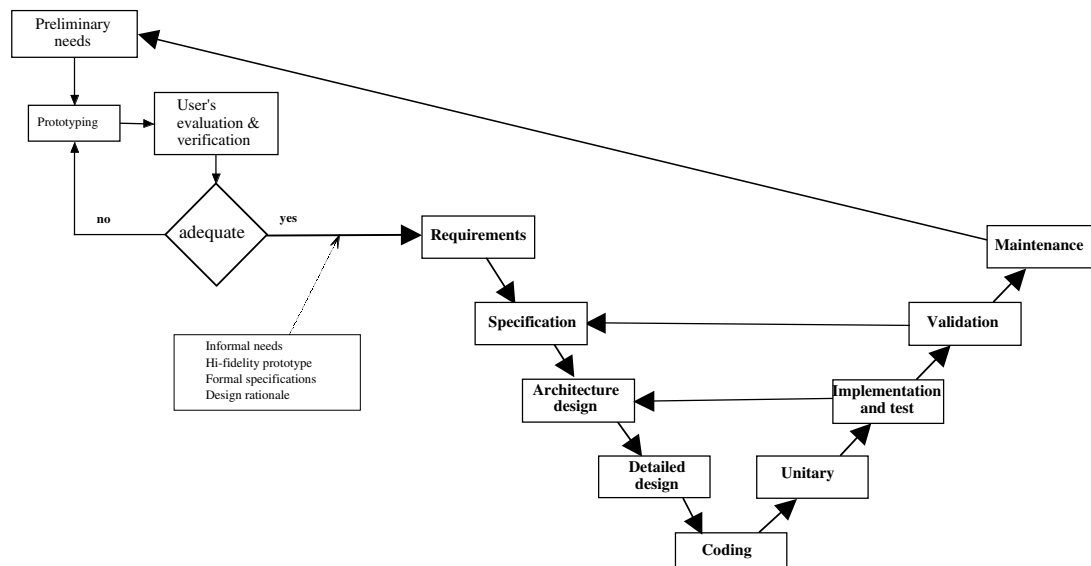 Preliminary
needs
Prototyping
User's
evaluation &
verification
no
adequate
yes
Informal needs
Hi-fidelity prototype
Formal specifications
Design rationale
Requirements
Specification
Architecture
design
Detailed
design
Coding
Unitary
Implementation
and test
Validation
Maintenance